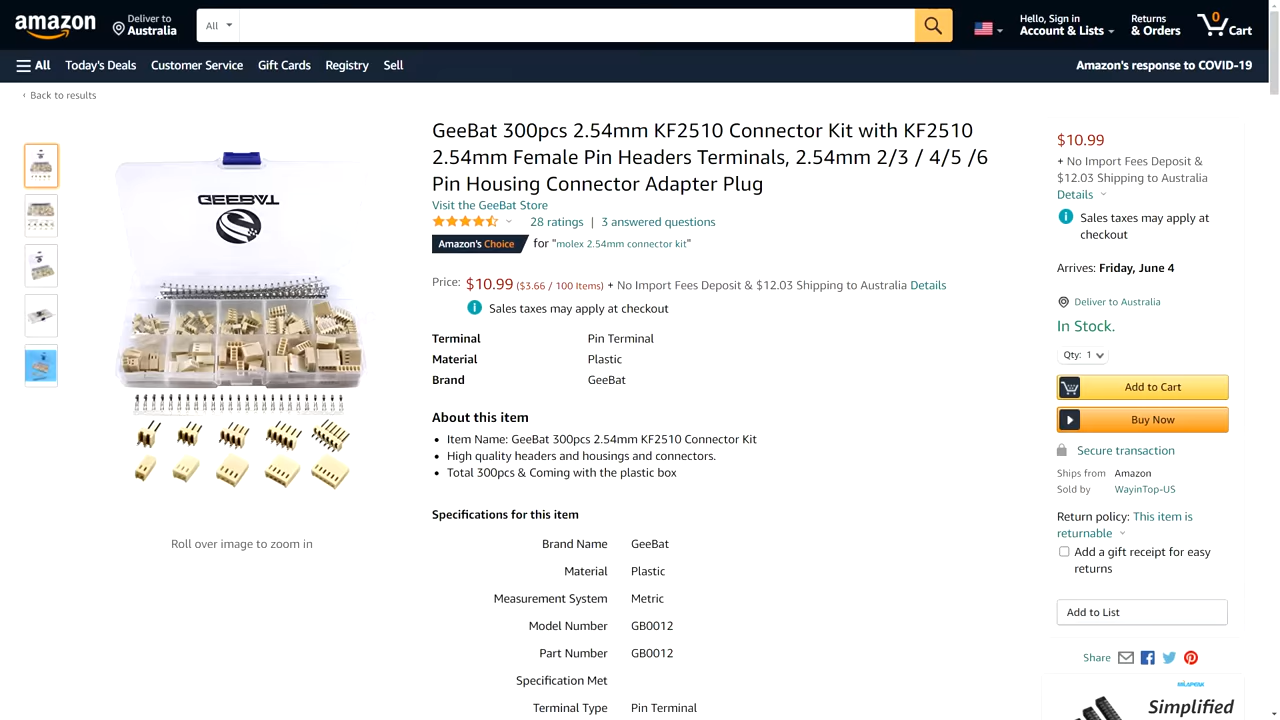 amazon
Deliver to
Australia
All
0
Hello, Sign in
Account & Lists
Returns
& Orders
Cart
All
Today's Deals
Customer Service
Gift Cards
Registry
Sell
Amazon's response to COVID-19
‹ Back to results
GeeBat 300pcs 2.54mm KF2510 Connector Kit with KF2510
2.54mm Female Pin Headers Terminals, 2.54mm 2/3 / 4/5 /6
Pin Housing Connector Adapter Plug
Visit the GeeBat Store
28 ratings | 3 answered questions
Amazon's Choice for "molex 2.54mm connector kit"
Price: $10.99 ($3.66 / 100 Items) + No Import Fees Deposit & $12.03 Shipping to Australia Details
Sales taxes may apply at checkout
Terminal Pin Terminal
Material Plastic
Brand GeeBat
About this item
• Item Name: GeeBat 300pcs 2.54mm KF2510 Connector Kit
• High quality headers and housings and connectors.
• Total 300pcs & Coming with the plastic box
Specifications for this item
Brand Name GeeBat
Material Plastic
Measurement System Metric
Model Number GB0012
Part Number GB0012
Specification Met
Terminal Type Pin Terminal
GEEBAT
Roll over image to zoom in
$10.99
+ No Import Fees Deposit &
$12.03 Shipping to Australia
Details
Sales taxes may apply at
checkout
Arrives: Friday, June 4
Deliver to Australia
In Stock.
Qty: 1
Add to Cart
Buy Now
Secure transaction
Ships from Amazon
Sold by WayinTop-US
Return policy: This item is
returnable
Add a gift receipt for easy
returns
Add to List
Share
Simplified